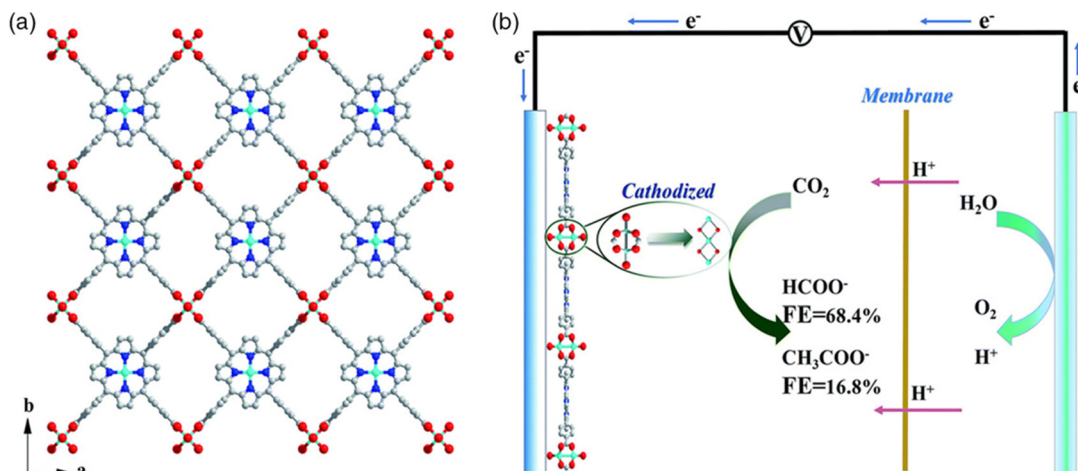 (a)
b
a
(b)
e⁻
e⁻
e⁻
e
V
Membrane
Cathodized
CO₂
H⁺
H₂O
HCOO⁻
FE=68.4%
O₂
CH₃COO⁻
FE=16.8%
H⁺
H⁺